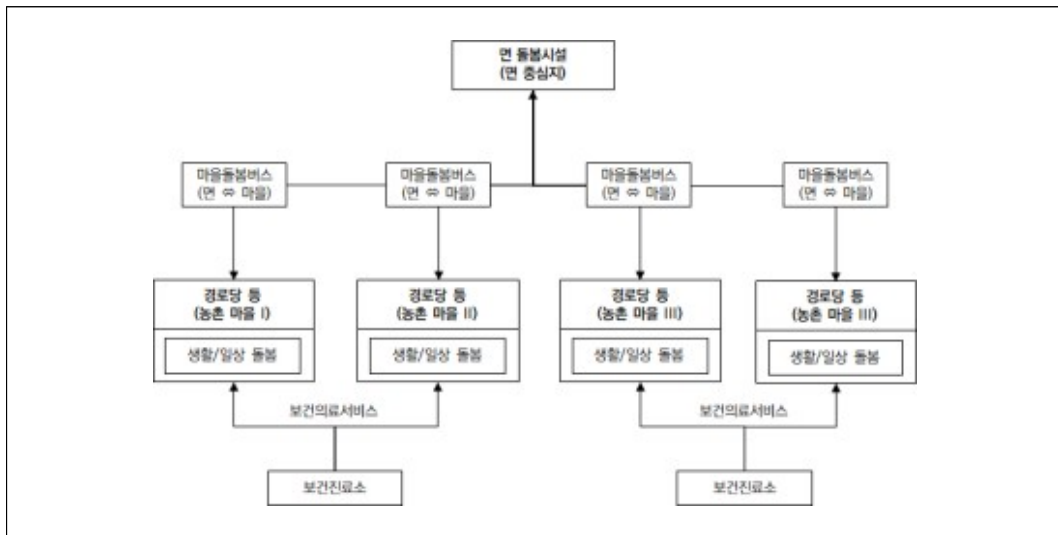 면 돌봄시설
(면 중심지)
마을돌봄버스
(면 ⇔ 마을)
마을돌봄버스
(면 ⇔ 마을)
마을돌봄버스
(면 ⇔ 마을)
마을돌봄버스
(면 ⇔ 마을)
경로당 등
(농촌 마을 I)
생활/일상 돌봄
경로당 등
(농촌 마을 II)
생활/일상 돌봄
경로당 등
(농촌 마을 III)
생활/일상 돌봄
경로당 등
(농촌 마을 III)
생활/일상 돌봄
보건의료서비스
보건의료서비스
보건진료소
보건진료소